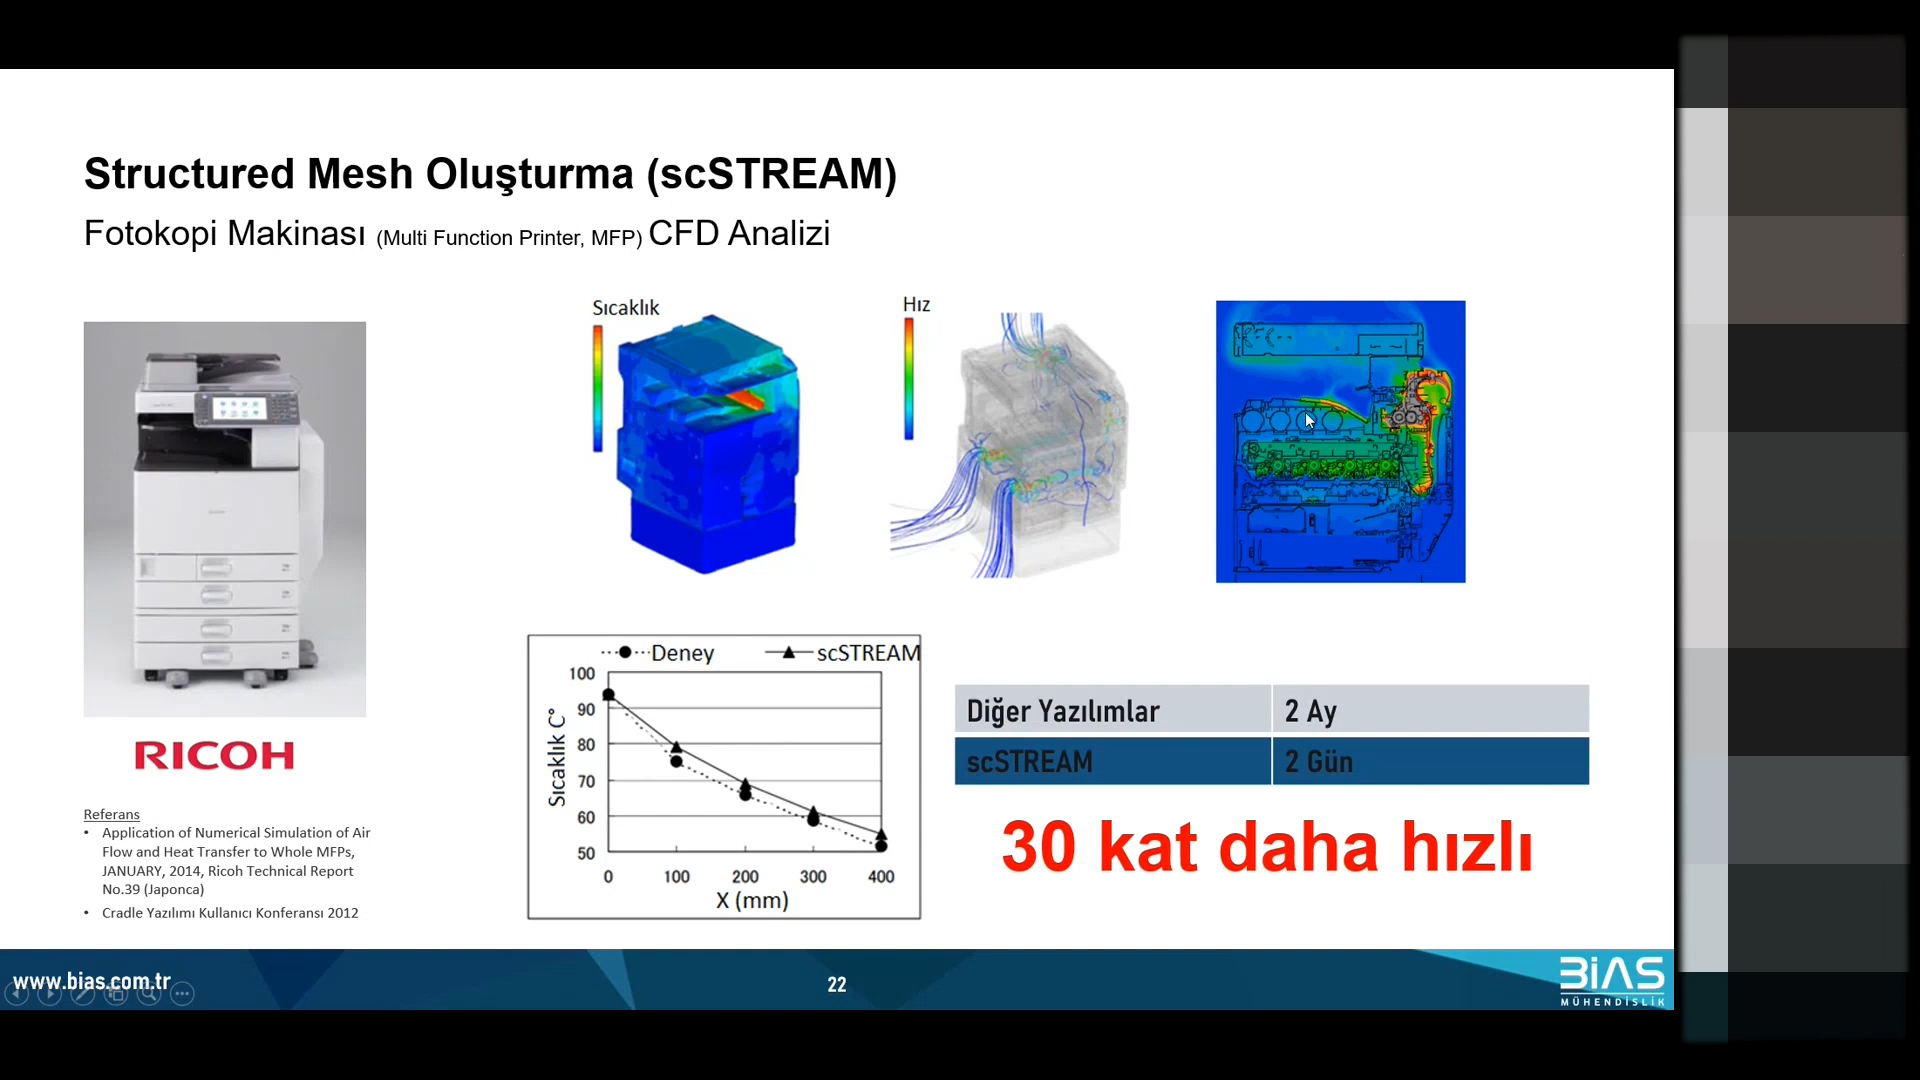 Structured Mesh Oluşturma (scSTREAM)
Fotokopi Makinası (Multi Function Printer, MFP) CFD Analizi
Sıcaklık
Hız
RICOH
Referans
• Application of Numerical Simulation of Air
Flow and Heat Transfer to Whole MFPs,
JANUARY, 2014, Ricoh Technical Report
No.39 (Japonca)
• Cradle Yazılımı Kullanıcı Konferansı 2012
Deney scSTREAM
Sıcaklık C°
100
90
80
70
60
50
0 100 200 300 400
X (mm)
Diğer Yazılımlar 2 Ay
scSTREAM 2 Gün
30 kat daha hızlı
www.bias.com.tr
22
BİAS
MÜHENDİSLİK